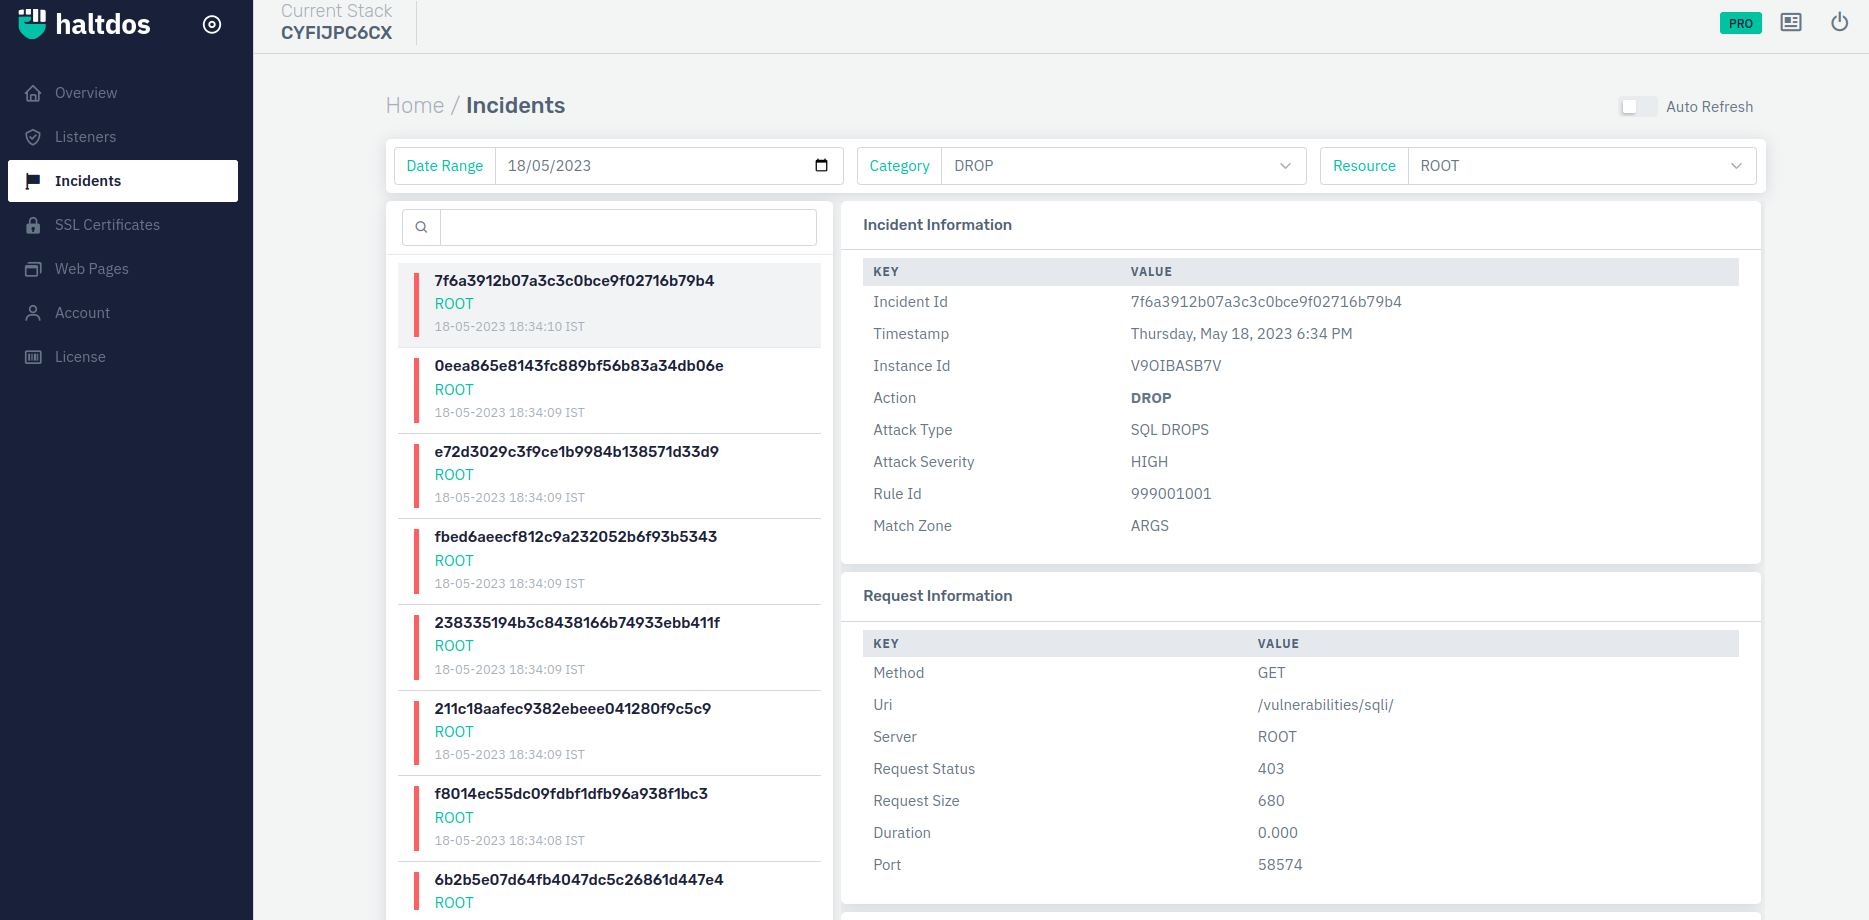 haltdos
Current Stack
CYFIJPC6CX
PRO
Overview
Listeners
Incidents
SSL Certificates
Web Pages
Account
License
Home / Incidents
Auto Refresh
Date Range 18/05/2023
Category DROP
Resource ROOT
7f6a3912b07a3c3c0bce9f02716b79b4
ROOT
18-05-2023 18:34:10 IST
0eea865e8143fc889bf56b83a34db06e
ROOT
18-05-2023 18:34:09 IST
e72d3029c3f9ce1b9984b138571d33d9
ROOT
18-05-2023 18:34:09 IST
fbed6aeecf812c9a232052b6f93b5343
ROOT
18-05-2023 18:34:09 IST
238335194b3c8438166b74933ebb411f
ROOT
18-05-2023 18:34:09 IST
211c18aafec9382ebeee041280f9c5c9
ROOT
18-05-2023 18:34:09 IST
f8014ec55dc09fdbf1dfb96a938f1bc3
ROOT
18-05-2023 18:34:08 IST
6b2b5e07d64fb4047dc5c26861d447e4
ROOT
Incident Information
KEY VALUE
Incident Id 7f6a3912b07a3c3c0bce9f02716b79b4
Timestamp Thursday, May 18, 2023 6:34 PM
Instance Id V9OIBASB7V
Action DROP
Attack Type SQL DROPS
Attack Severity HIGH
Rule Id 999001001
Match Zone ARGS
Request Information
KEY VALUE
Method GET
Uri /vulnerabilities/sqli/
Server ROOT
Request Status 403
Request Size 680
Duration 0.000
Port 58574